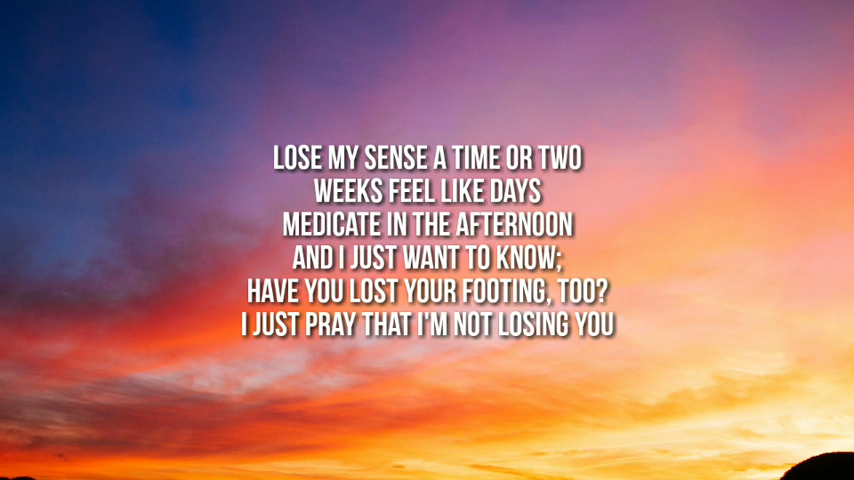 LOSE MY SENSE A TIME OR TWO
WEEKS FEEL LIKE DAYS
MEDICATE IN THE AFTERNOON
AND I JUST WANT TO KNOW;
HAVE YOU LOST YOUR FOOTING, TOO?
I JUST PRAY THAT I'M NOT LOSING YOU